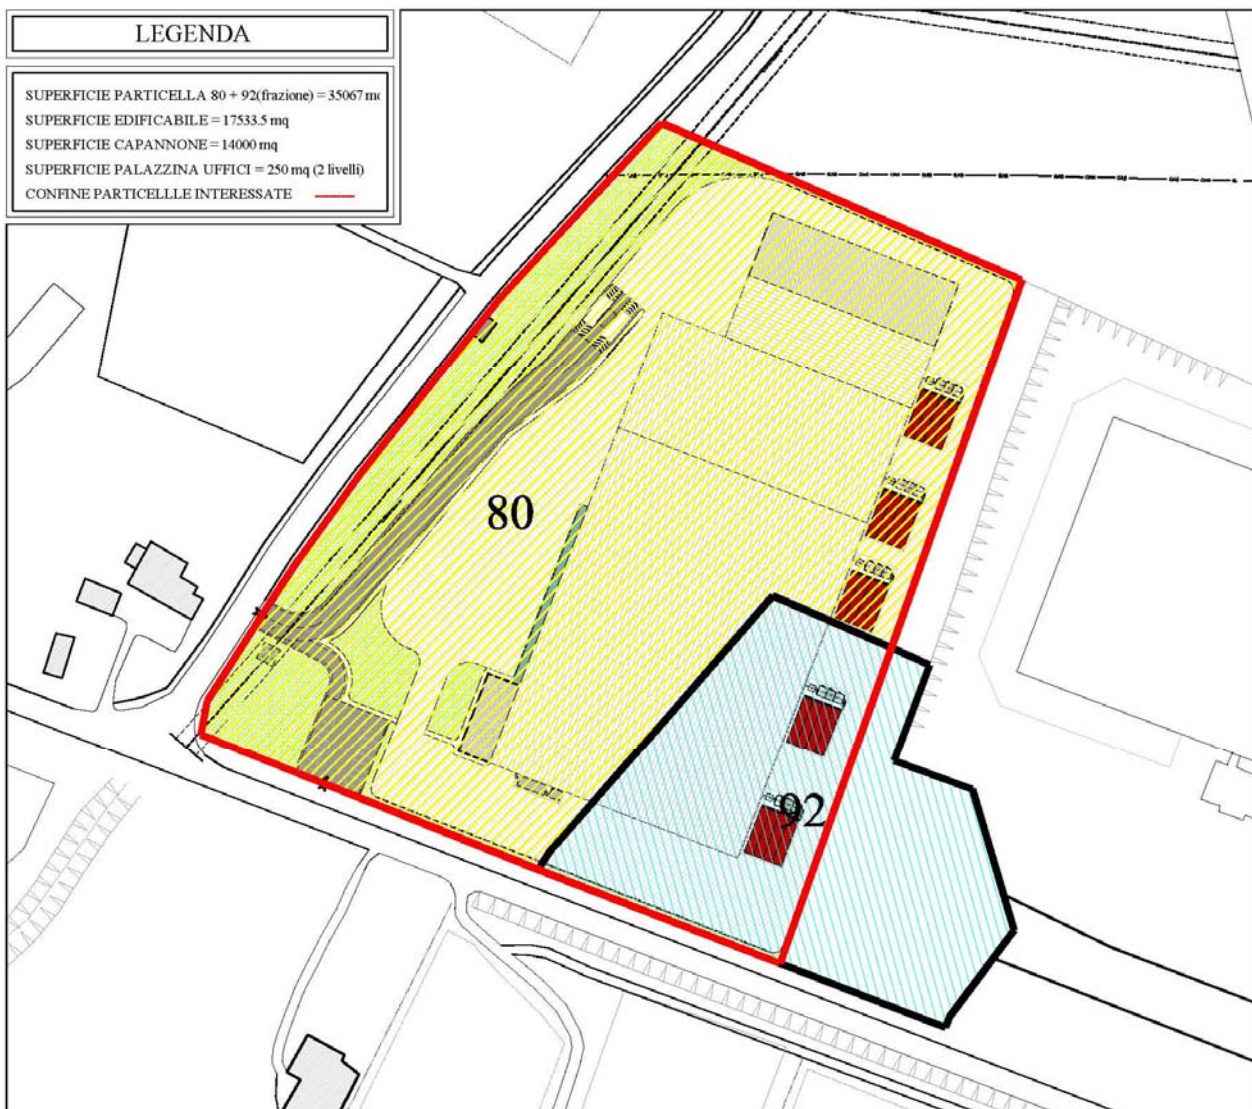 LEGENDA
SUPERFICIE PARTICELLA 80 + 92(frazione) = 35067 mq
SUPERFICIE EDIFICABILE = 17533.5 mq
SUPERFICIE CAPANNONE = 14000 mq
SUPERFICIE PALAZZINA UFFICI = 250 mq (2 livelli)
CONFINE PARTICELLLE INTERESSATE
80
92